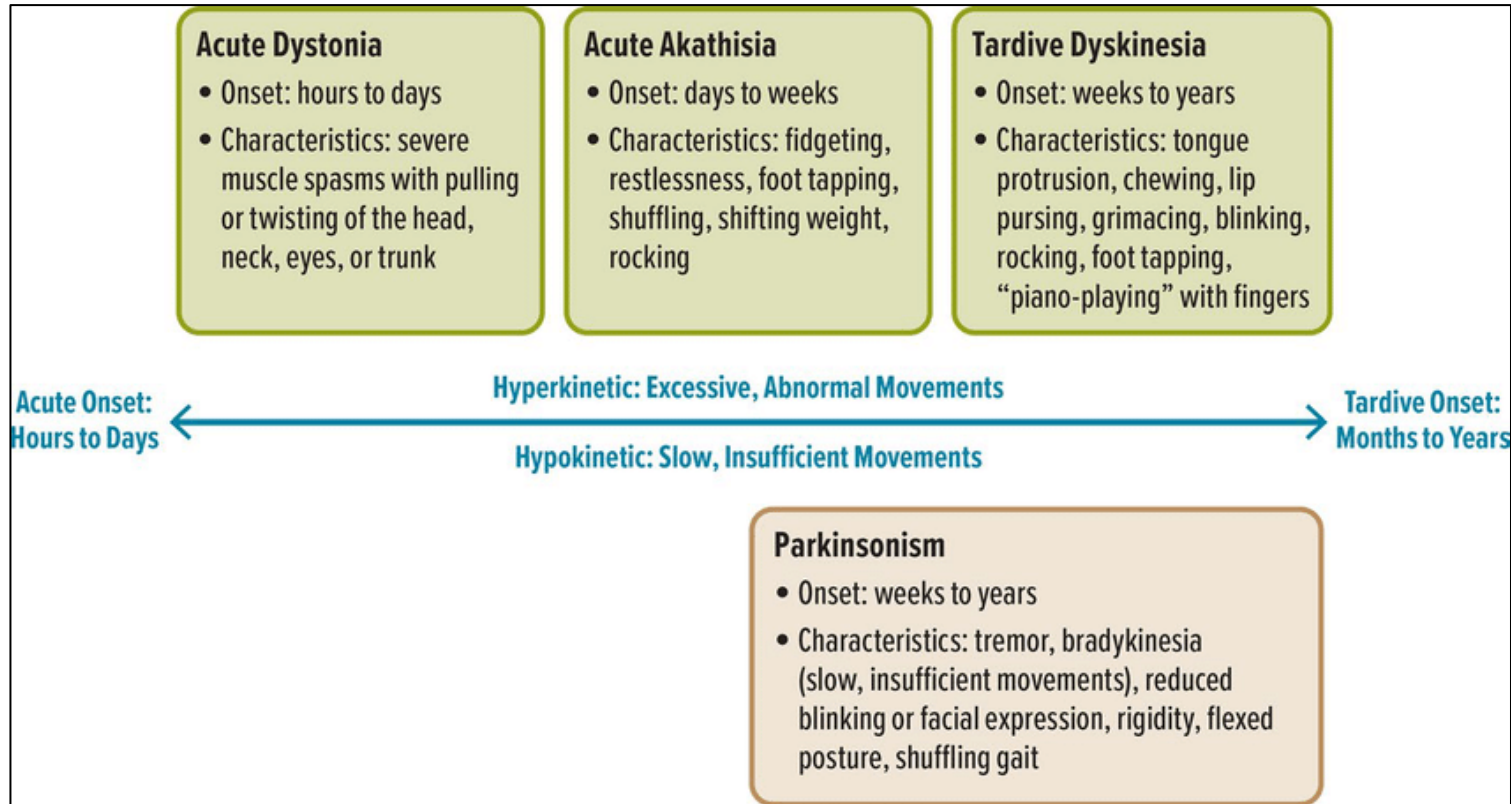 Acute Dystonia
• Onset: hours to days
• Characteristics: severe
muscle spasms with pulling
or twisting of the head,
neck, eyes, or trunk
Acute Akathisia
• Onset: days to weeks
• Characteristics: fidgeting,
restlessness, foot tapping,
shuffling, shifting weight,
rocking
Tardive Dyskinesia
• Onset: weeks to years
• Characteristics: tongue
protrusion, chewing, lip
pursing, grimacing, blinking,
rocking, foot tapping,
“piano-playing” with fingers
Acute Onset:
Hours to Days
Hyperkinetic: Excessive, Abnormal Movements
Hypokinetic: Slow, Insufficient Movements
Tardive Onset:
Months to Years
Parkinsonism
• Onset: weeks to years
• Characteristics: tremor, bradykinesia
(slow, insufficient movements), reduced
blinking or facial expression, rigidity, flexed
posture, shuffling gait